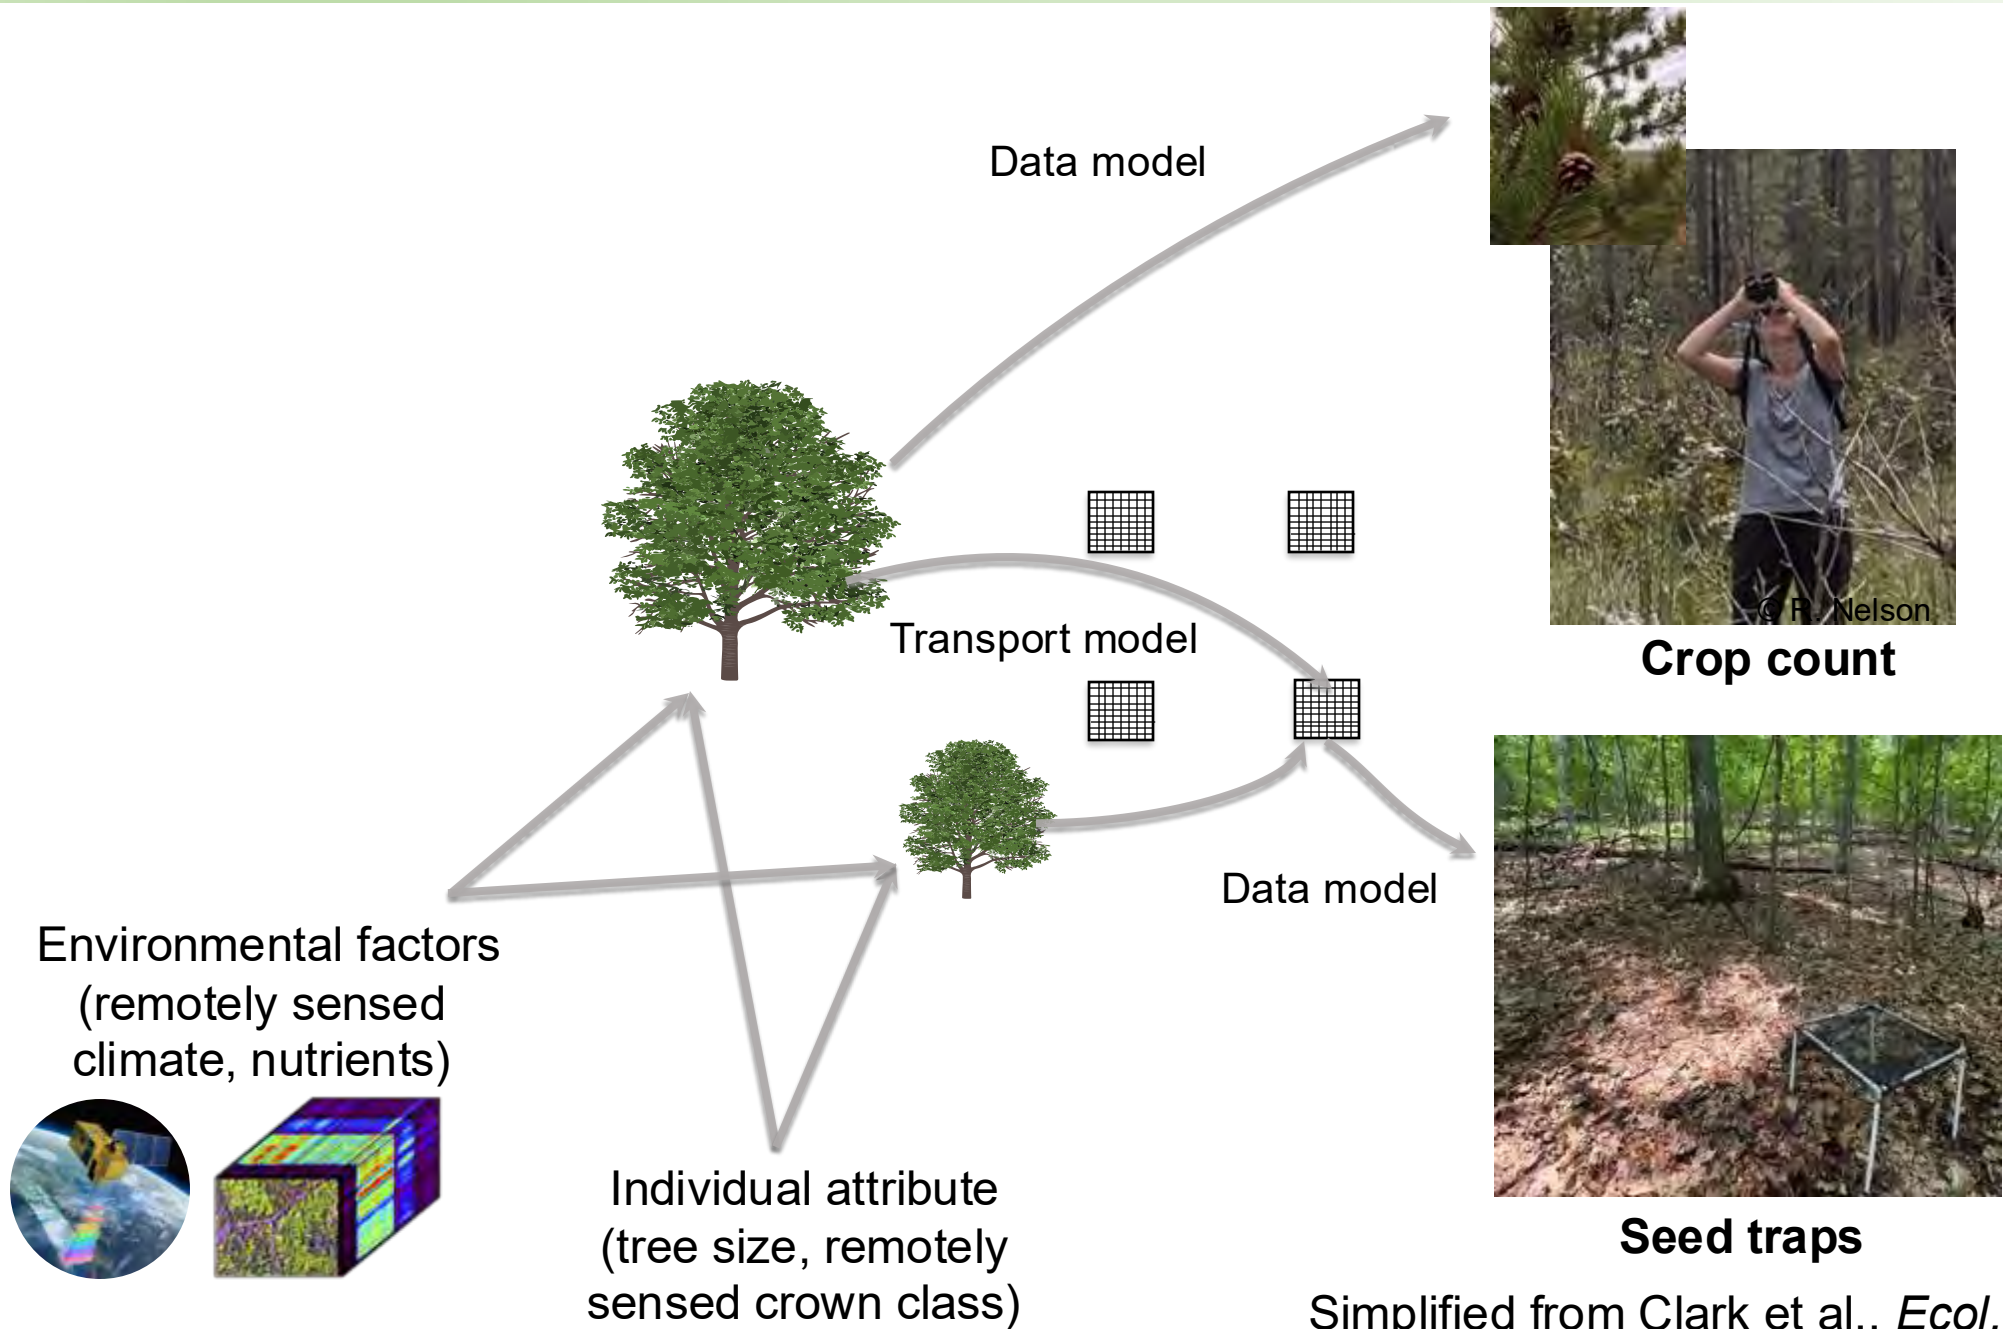 Data model
© R. Nelson
Transport model
Crop count
Data model
Environmental factors
(remotely sensed
climate, nutrients)
Individual attribute
(tree size, remotely
sensed crown class)
Seed traps
Simplified from Clark et al., Ecol.